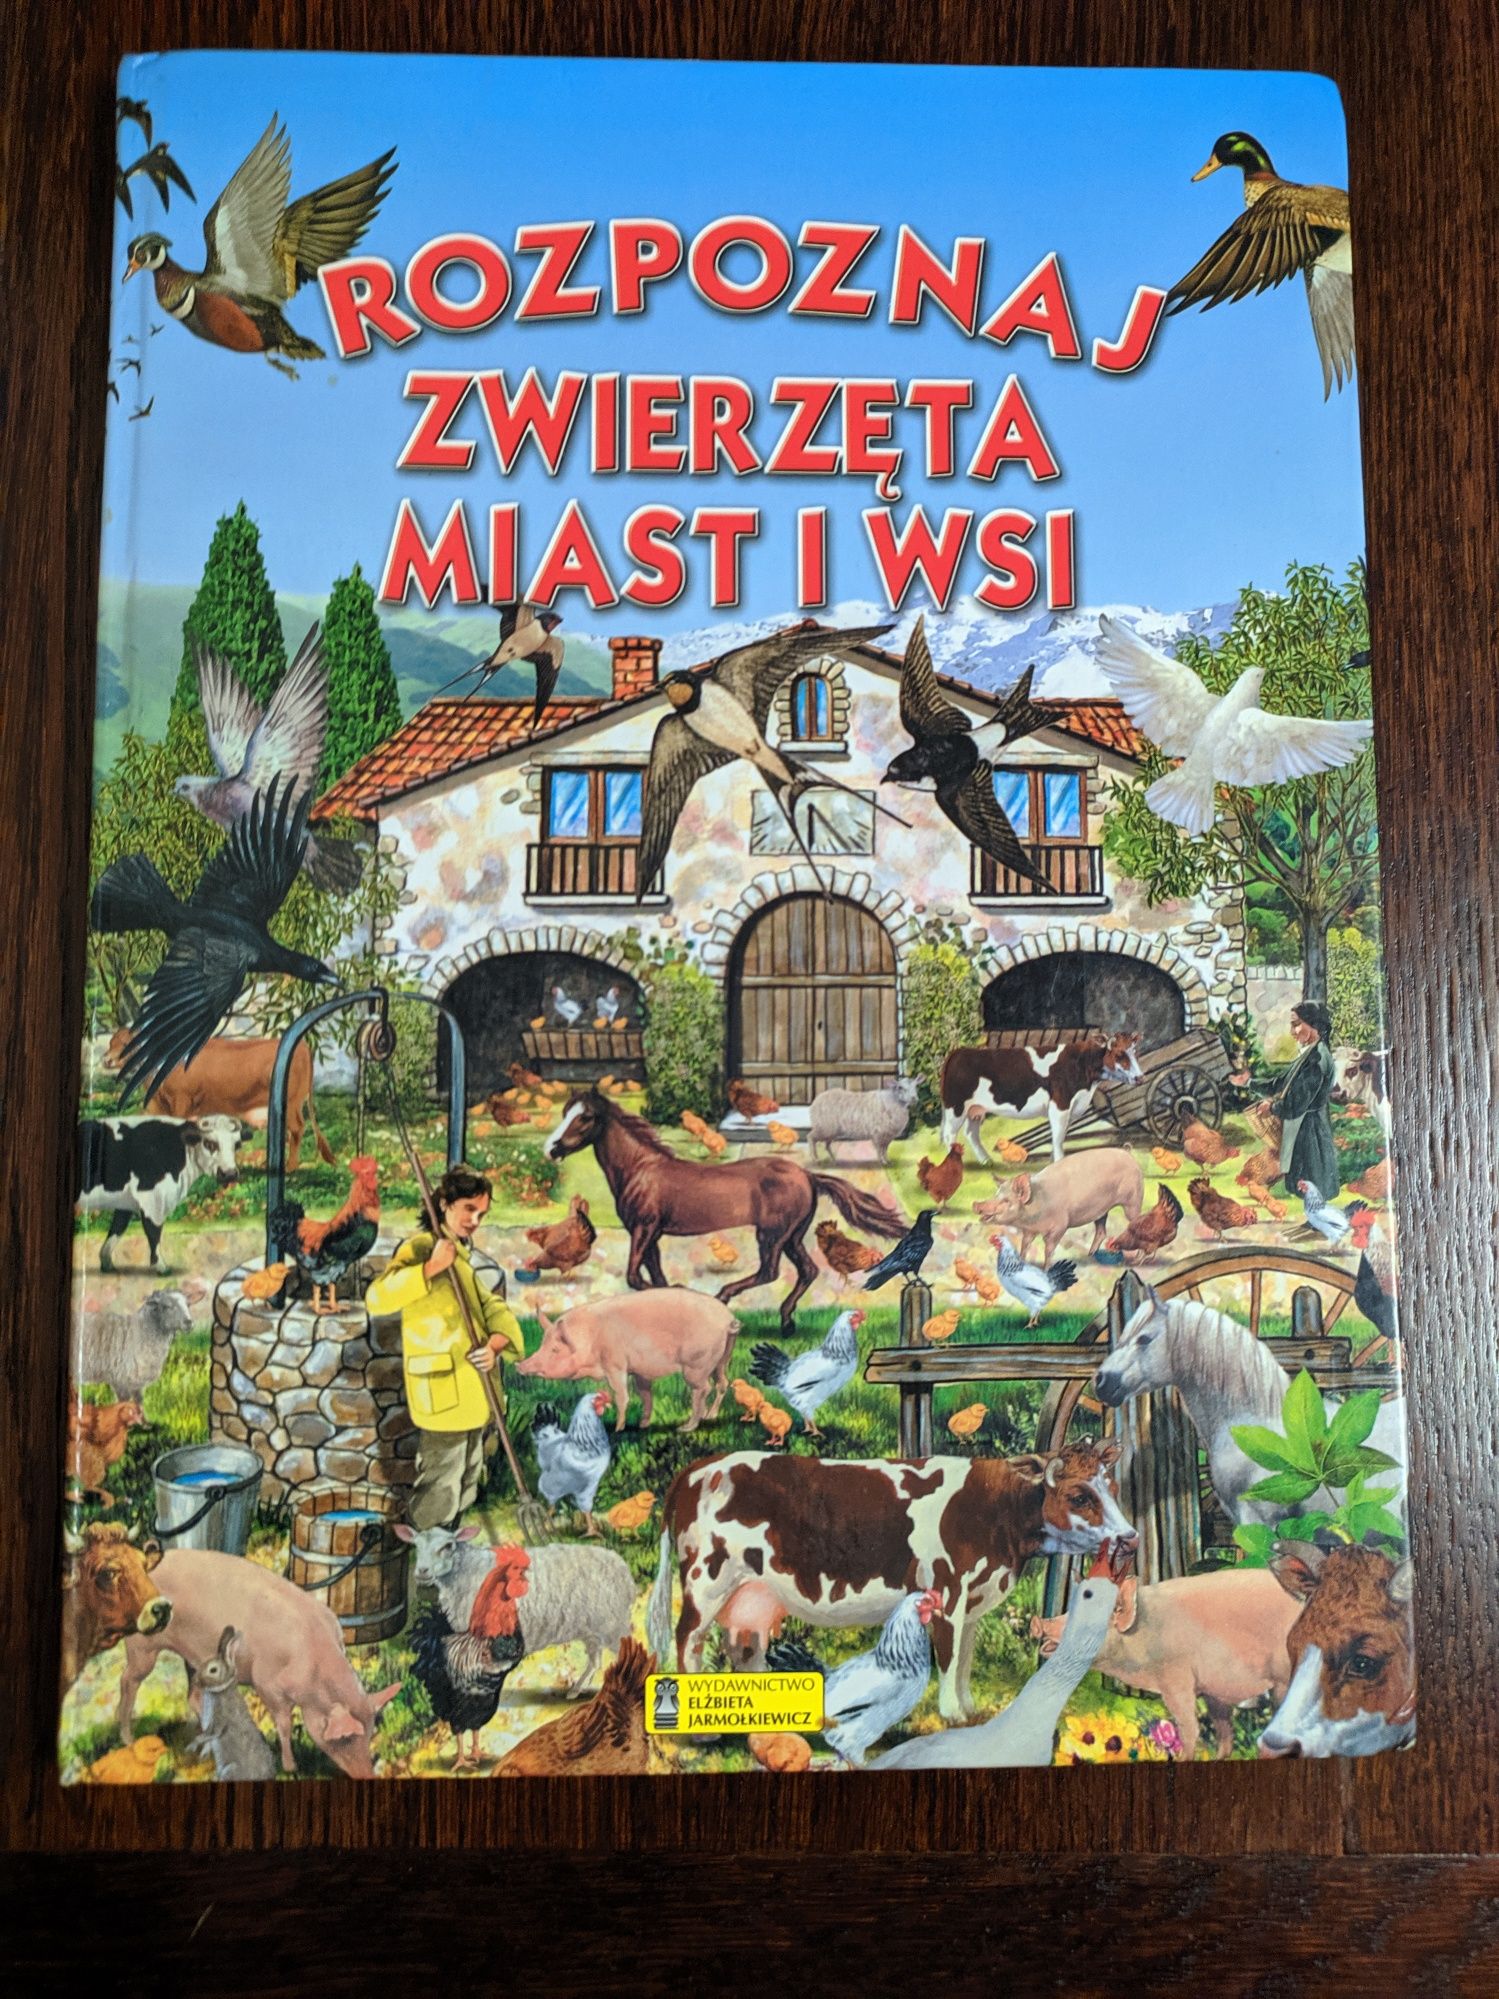 ROZPOZNAJ
ZWIERZĘTA
MIAST I WSI
WYDAWNICTWO
ELŻBIETA
JARMOŁKIEWICZ